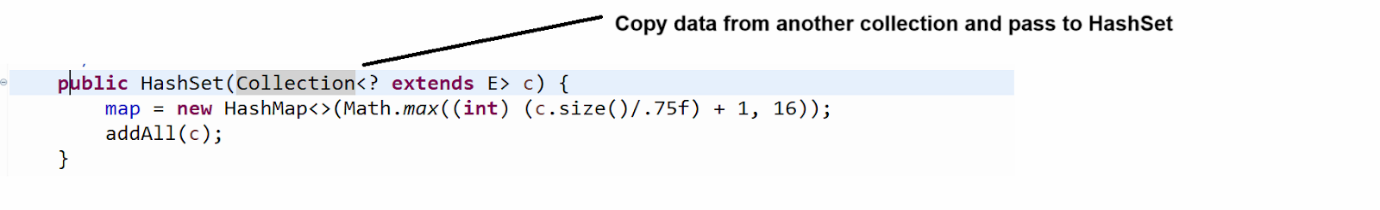 Copy data from another collection and pass to HashSet
public HashSet(Collection<? extends E> c) {
map = new HashMap<>(Math.max((int) (c.size()/.75f) + 1, 16));
addAll(c);
}